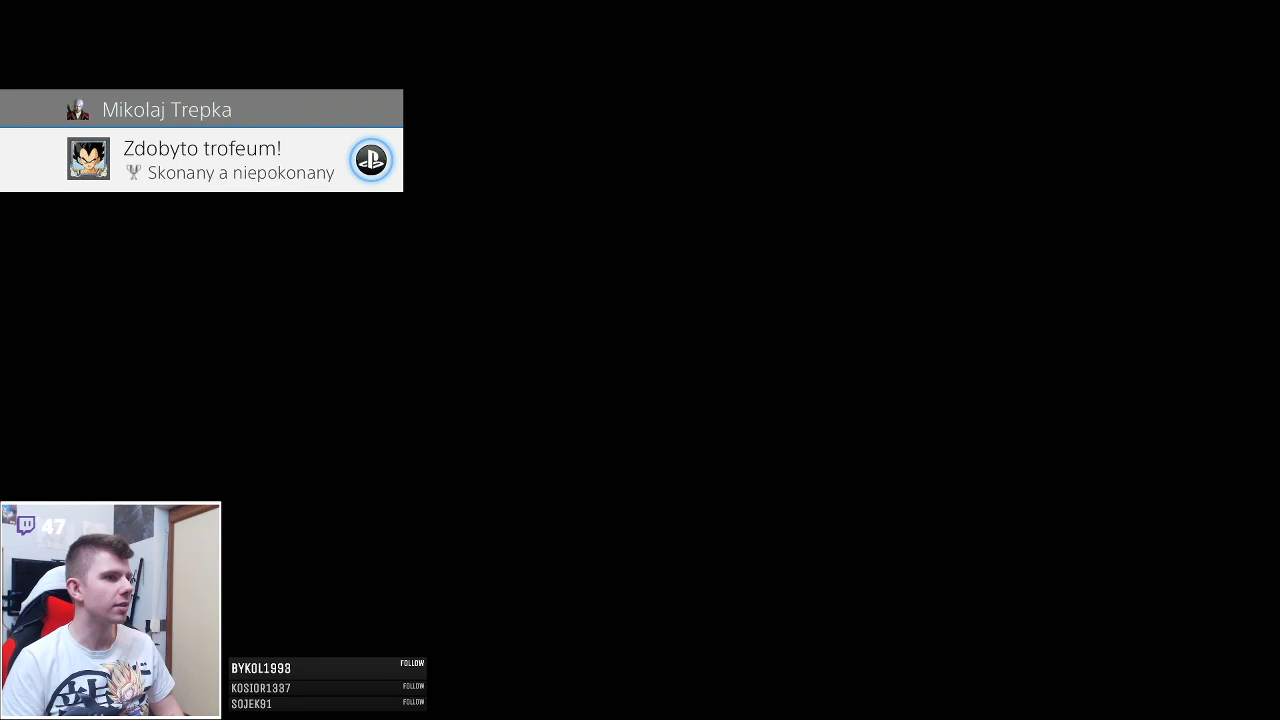 Mikolaj Trepka
Zdobyto trofeum!
Skonany a niepokonany
47
BYKOL1993
FOLLOW
KOSIOR1337
FOLLOW
SOJEK91
FOLLOW